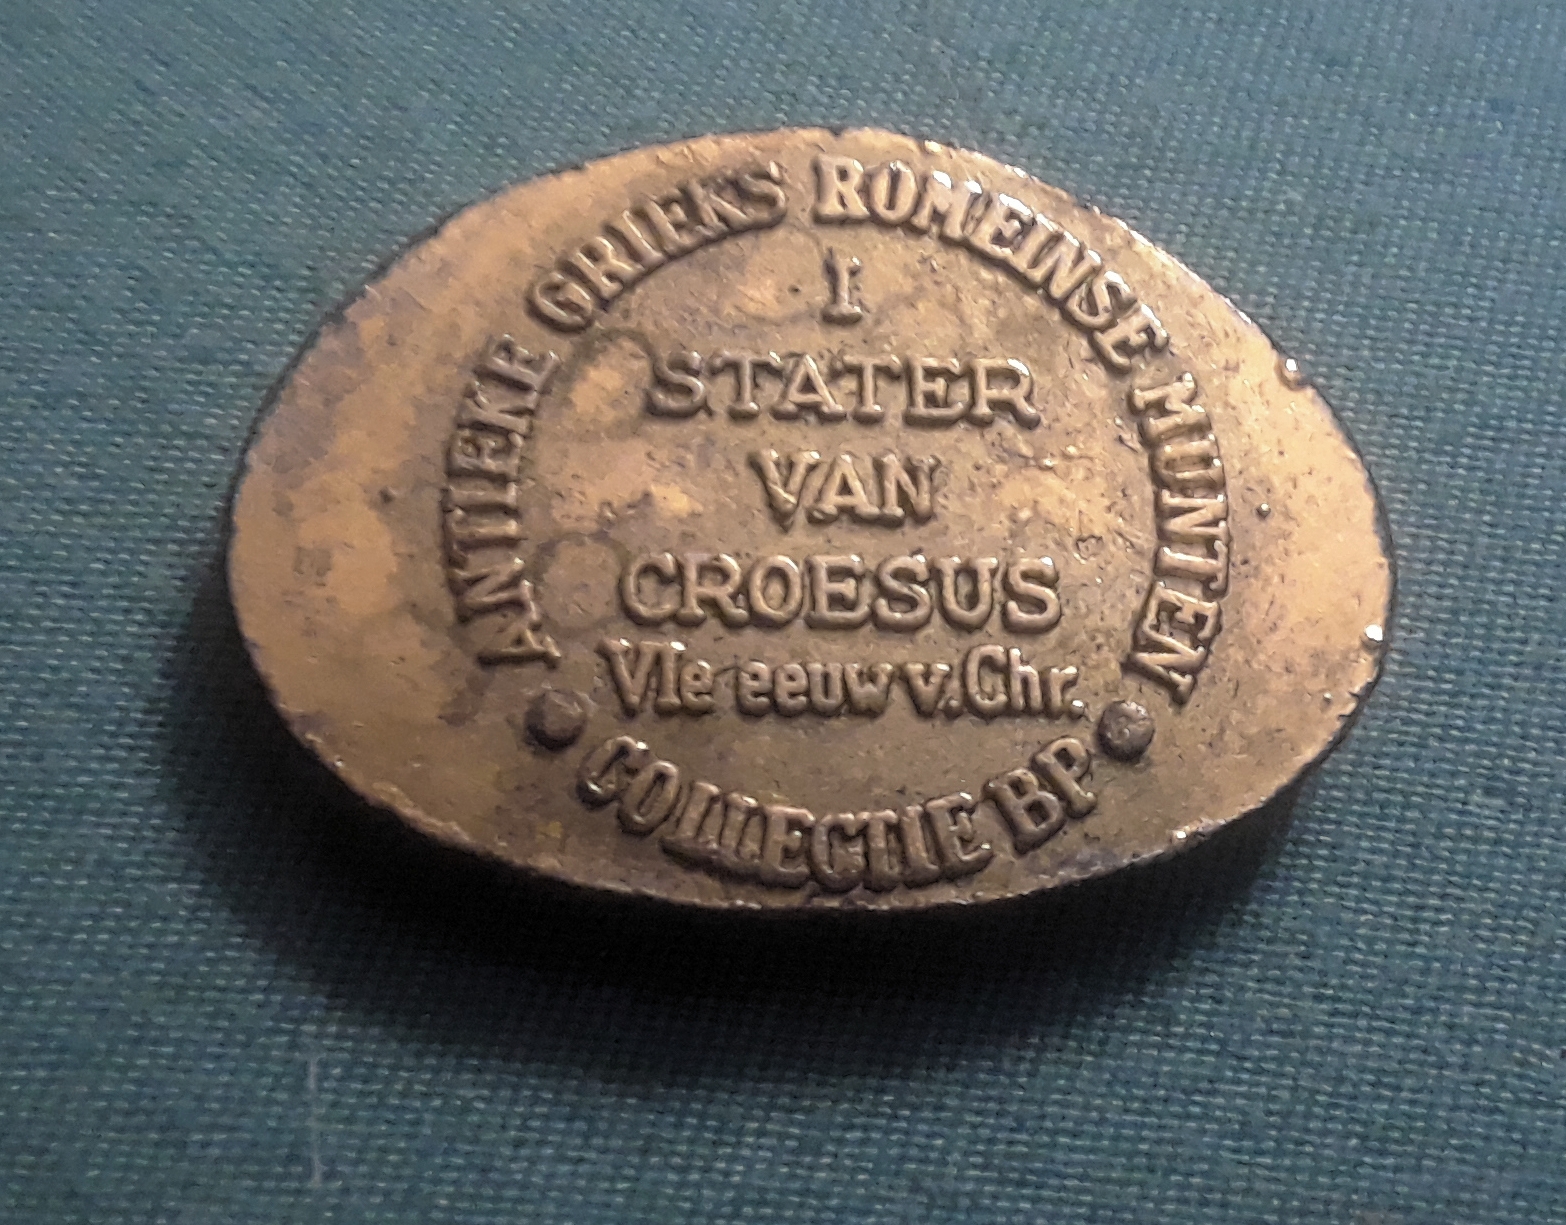 ANTIEKE GRIEKS ROMEINSE MUNTEN
I
STATER
VAN
CROESUS
VIe eeuw v. Chr.
COLLECTIE BP